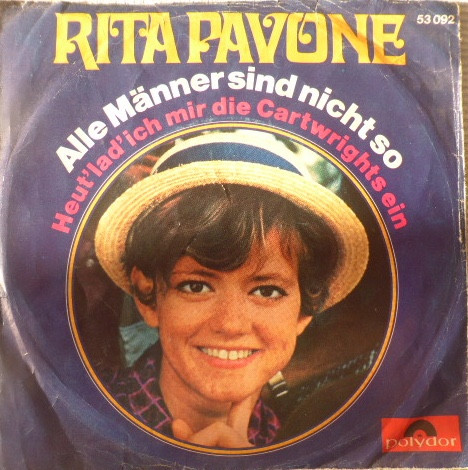 53 092
RITA PAVONE
Alle Männer sind nicht so
Heut' lad' ich mir die Cartwrights ein
polydor